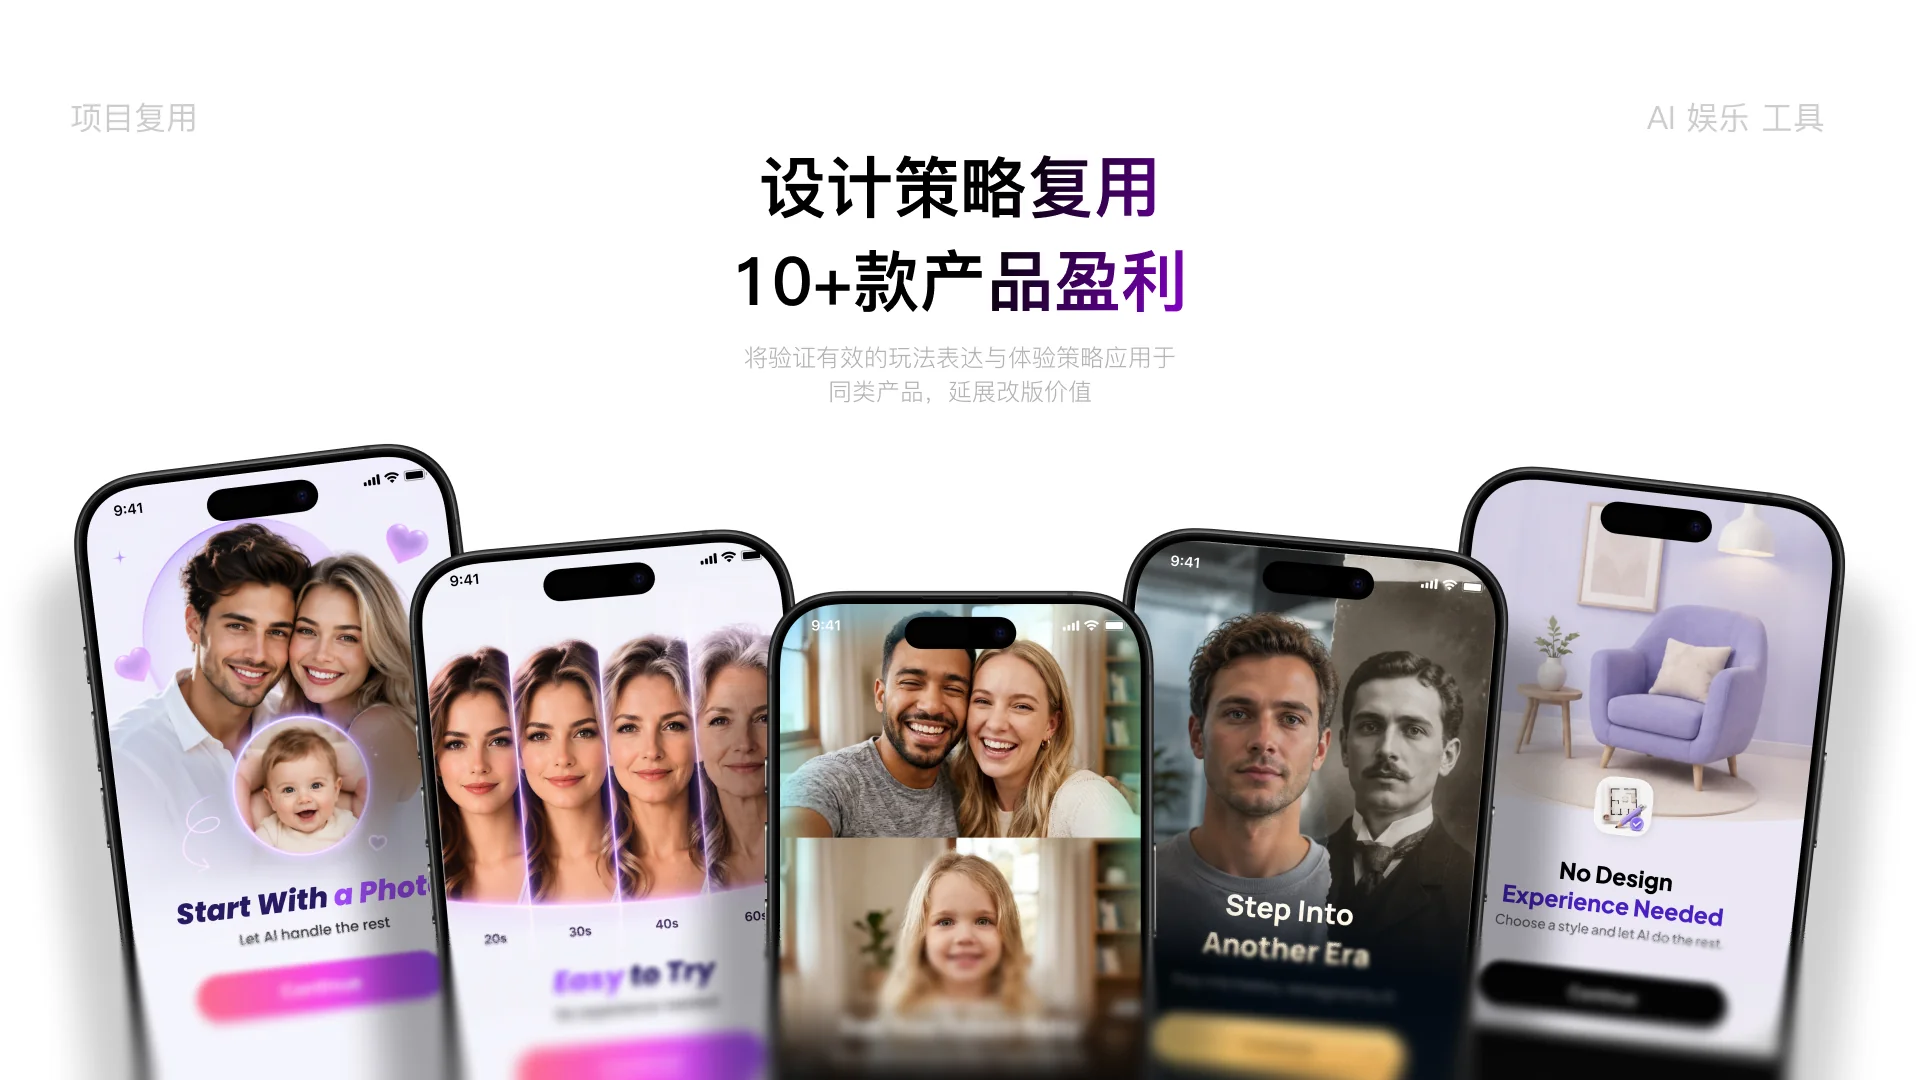 项目复用
AI 娱乐 工具
设计策略复用
10+款产品盈利
将验证有效的玩法表达与体验策略应用于
同类产品，延展改版价值
9:41
Start With a Phot
Let AI handle the rest
Continue
9:41
20s
30s
40s
60s
Easy to Try
9:41
9:41
Step Into
Another Era
No Design
Experience Needed
Choose a style and let AI do the rest.
Continue